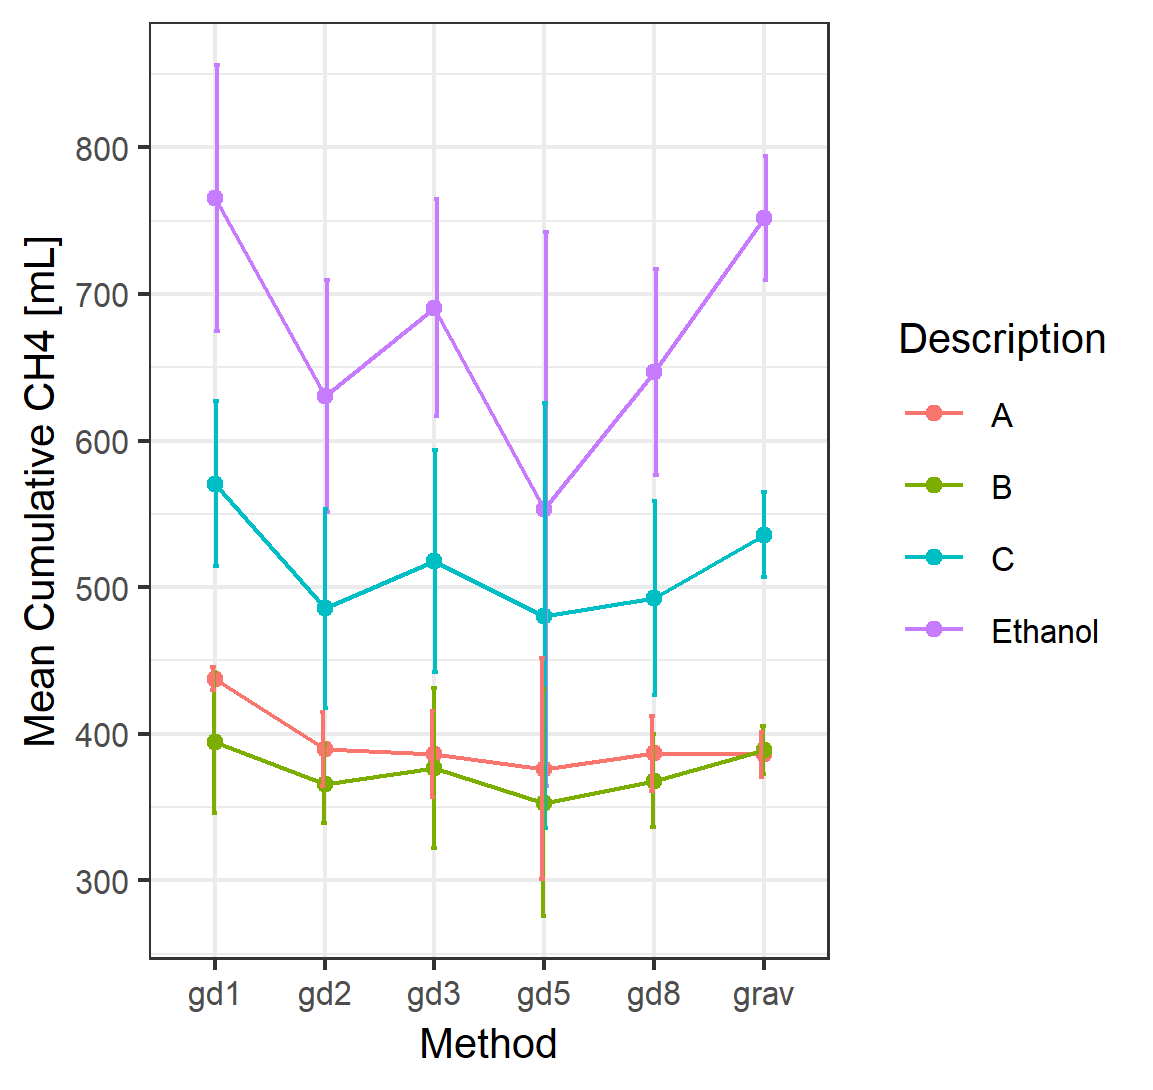 Mean Cumulative CH4 [mL]
800
700
600
500
400
300
gd1 gd2 gd3 gd5 gd8 grav
Method
Description
A
B
C
Ethanol